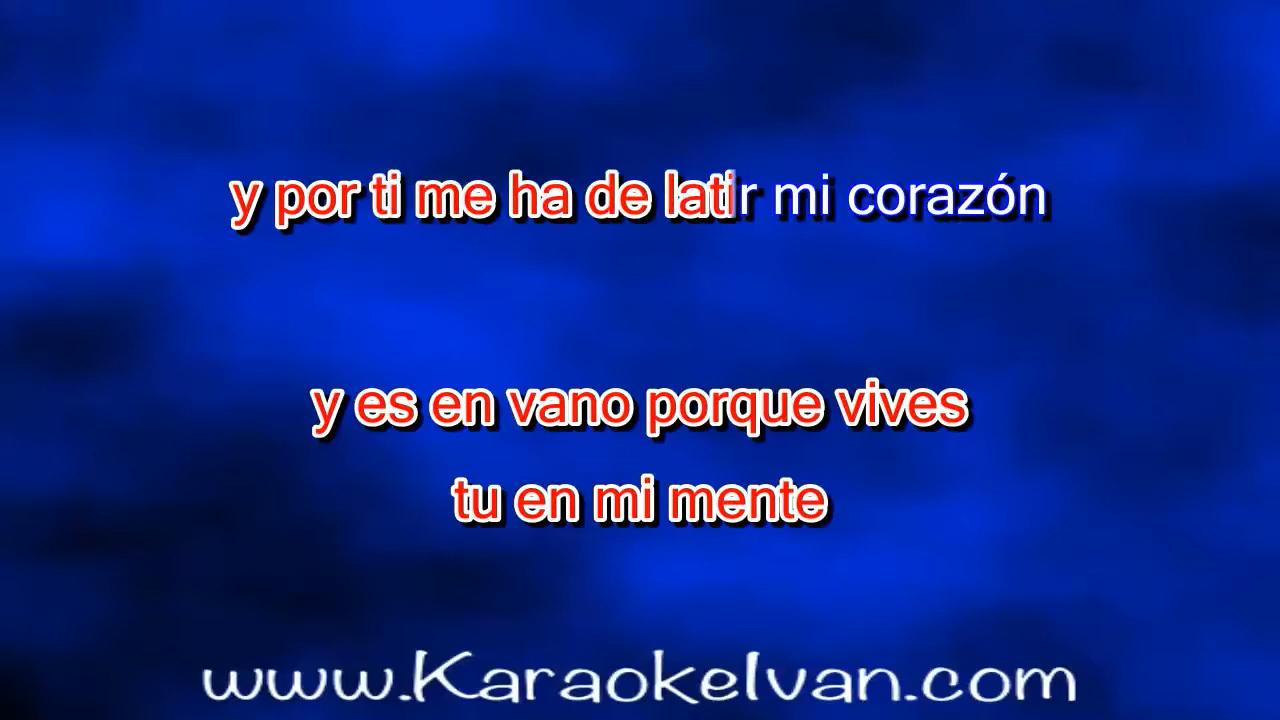 y por ti me ha de latir mi corazón
y es en vano porque vives
tu en mi mente
www.KaraokeIvan.com